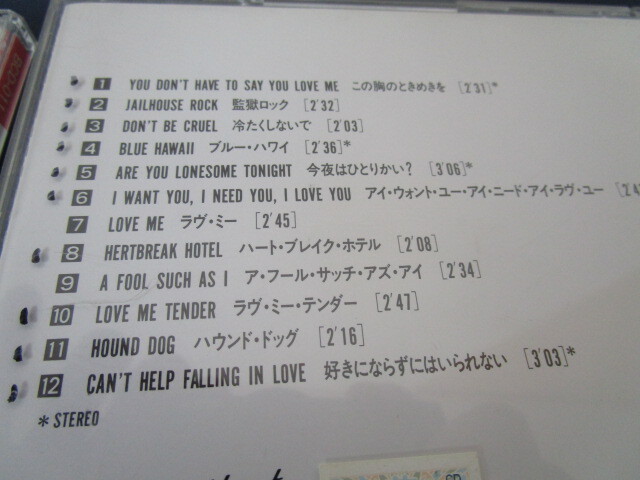 1 YOU DON'T HAVE TO SAY YOU LOVE ME この胸のときめきを [2'31]*
2 JAILHOUSE ROCK 監獄ロック [2'32]
3 DON'T BE CRUEL 冷たくしないで [2'03]
4 BLUE HAWAII ブルー・ハワイ [2'36]*
5 ARE YOU LONESOME TONIGHT 今夜はひとりかい? [3'06]*
6 I WANT YOU, I NEED YOU, I LOVE YOU アイ・ウォント・ユー・アイ・ニード・アイ・ラヴ・ユー
7 LOVE ME ラヴ・ミー [2'45]
8 HERTBREAK HOTEL ハート・ブレイク・ホテル [2'08]
9 A FOOL SUCH AS I ア・フール・サッチ・アズ・アイ [2'34]
10 LOVE ME TENDER ラヴ・ミー・テンダー [2'47]
11 HOUND DOG ハウンド・ドッグ [2'16]
12 CAN'T HELP FALLING IN LOVE 好きにならずにはいられない [3'03]*
* STEREO